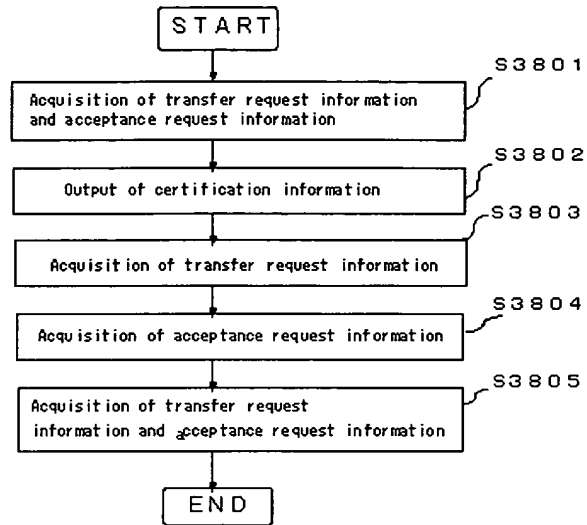 START
S3801
Acquisition of transfer request information
and acceptance request information
S3802
Output of certification information
S3803
Acquisition of transfer request information
S3804
Acquisition of acceptance request information
S3805
Acquisition of transfer request
information and acceptance request information
END